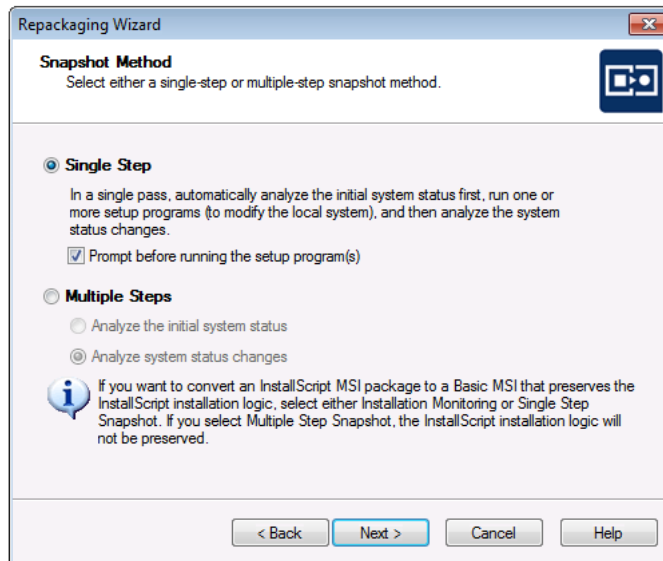 Repackaging Wizard
Snapshot Method
Select either a single-step or multiple-step snapshot method.
Single Step
In a single pass, automatically analyze the initial system status first, run one or
more setup programs (to modify the local system), and then analyze the system
status changes.
Prompt before running the setup program(s)
Multiple Steps
Analyze the initial system status
Analyze system status changes
If you want to convert an InstallScript MSI package to a Basic MSI that preserves the
InstallScript installation logic, select either Installation Monitoring or Single Step
Snapshot. If you select Multiple Step Snapshot, the InstallScript installation logic will
not be preserved.
< Back
Next >
Cancel
Help